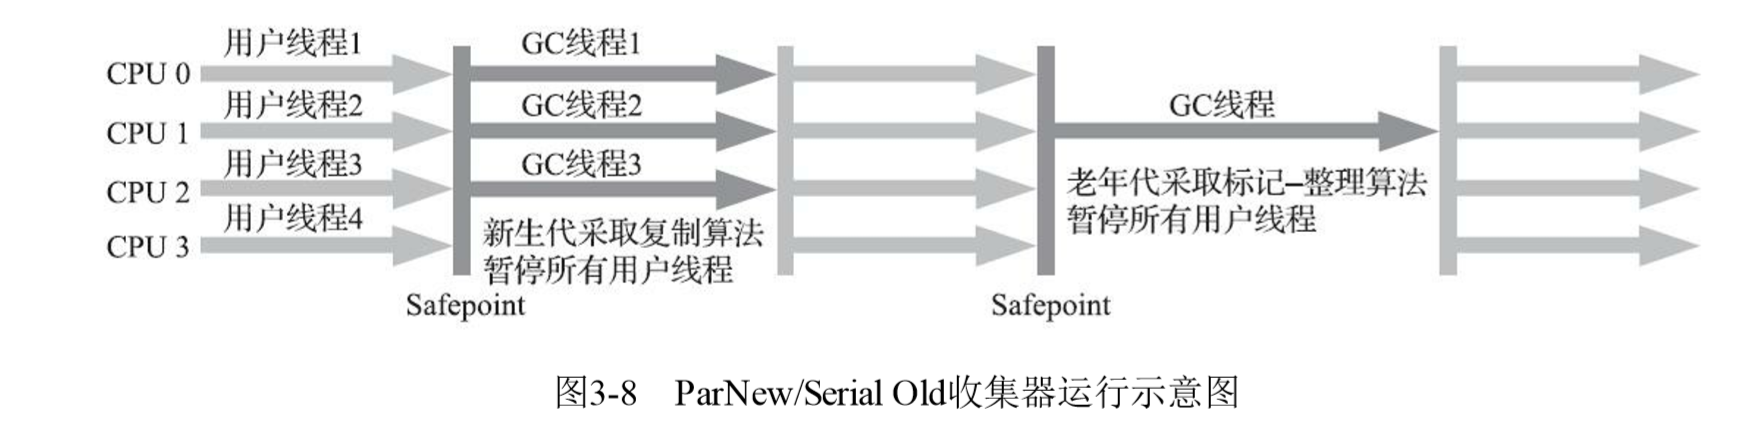 用户线程1
GC线程1
CPU 0
用户线程2
GC线程2
GC线程
CPU 1
用户线程3
GC线程3
CPU 2
用户线程4
CPU 3
新生代采取复制算法
暂停所有用户线程
老年代采取标记–整理算法
暂停所有用户线程
Safepoint
Safepoint
图3-8 ParNew/Serial Old收集器运行示意图